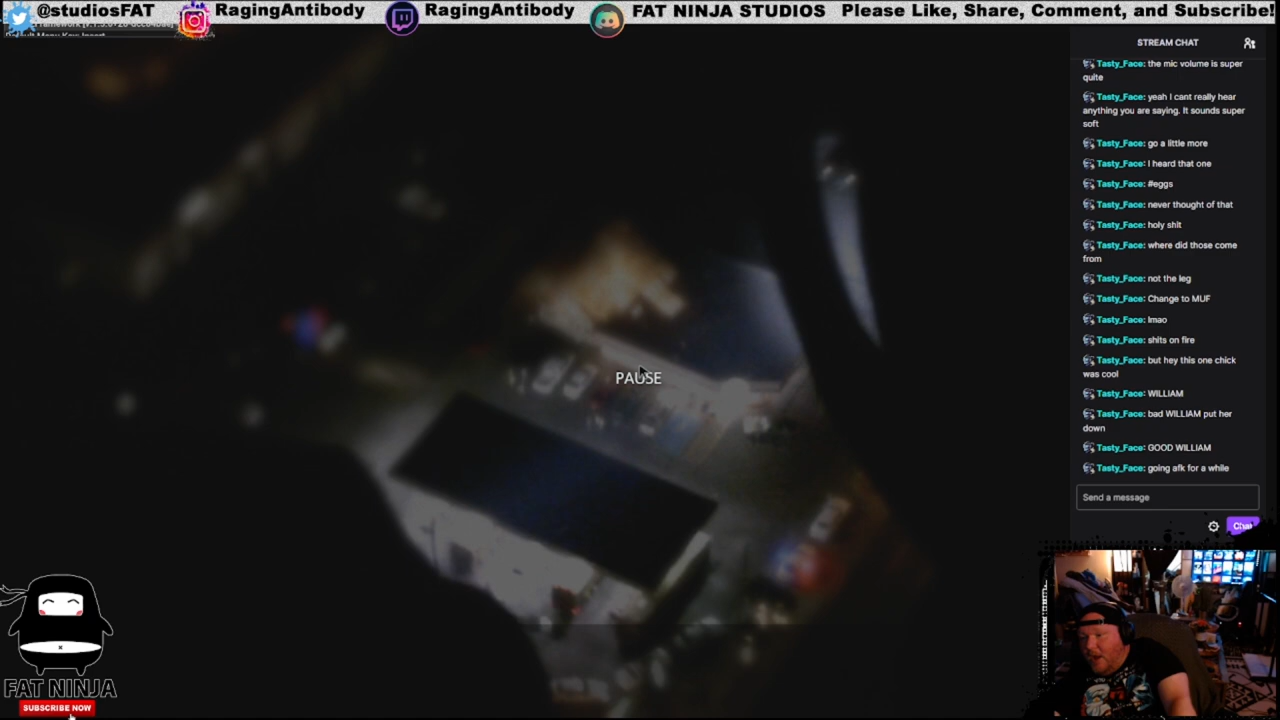 @studiosFAT RagingAntibody RagingAntibody FAT NINJA STUDIOS Please Like, Share, Comment, and Subscribe!
STREAM CHAT
Tasty_Face: the mic volume is super
quite
Tasty_Face: yeah I cant really hear
anything you are saying. It sounds super
soft
Tasty_Face: go a little more
Tasty_Face: I heard that one
Tasty_Face: #eggs
Tasty_Face: never thought of that
Tasty_Face: holy shit
Tasty_Face: where did those come
from
Tasty_Face: not the leg
Tasty_Face: Change to MUF
Tasty_Face: lmao
Tasty_Face: shits on fire
Tasty_Face: but hey this one chick
was cool
Tasty_Face: WILLIAM
Tasty_Face: bad WILLIAM put her
down
Tasty_Face: GOOD WILLIAM
Tasty_Face: going afk for a while
Send a message
Chat
PAUSE
FAT NINJA
SUBSCRIBE NOW